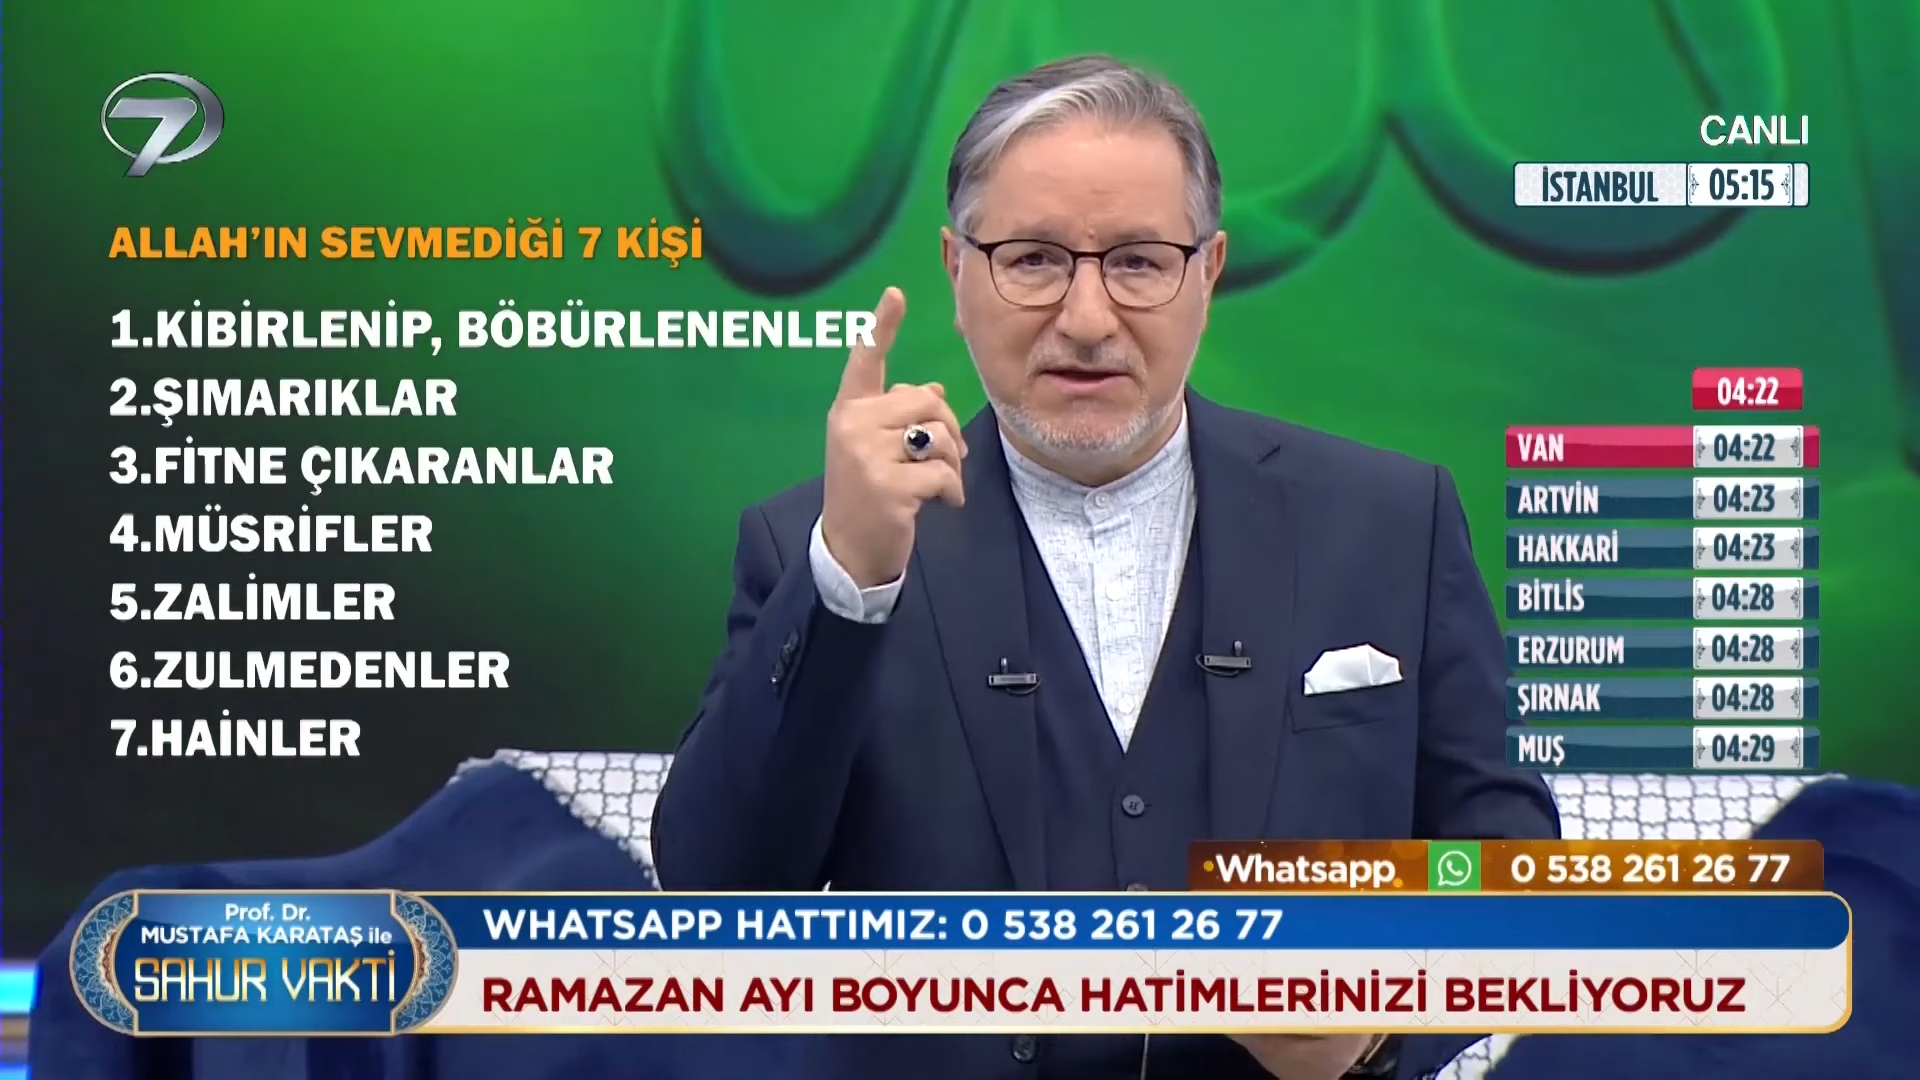 7
CANLI
İSTANBUL 05:15
ALLAH'IN SEVMEDİĞİ 7 KİŞİ
1.KİBİRLENİP, BÖBÜRLENENLER
2.ŞIMARIKLAR
3.FİTNE ÇIKARANLAR
4.MÜSRİFLER
5.ZALİMLER
6.ZULMEDENLER
7.HAİNLER
04:22
VAN 04:22
ARTVİN 04:23
HAKKARİ 04:23
BİTLİS 04:28
ERZURUM 04:28
ŞIRNAK 04:28
MUŞ 04:29
Whatsapp 0 538 261 26 77
Prof. Dr.
MUSTAFA KARATAŞ ile
SAHUR VAKTİ
WHATSAPP HATTIMIZ: 0 538 261 26 77
RAMAZAN AYI BOYUNCA HATİMLERİNİZİ BEKLİYORUZ